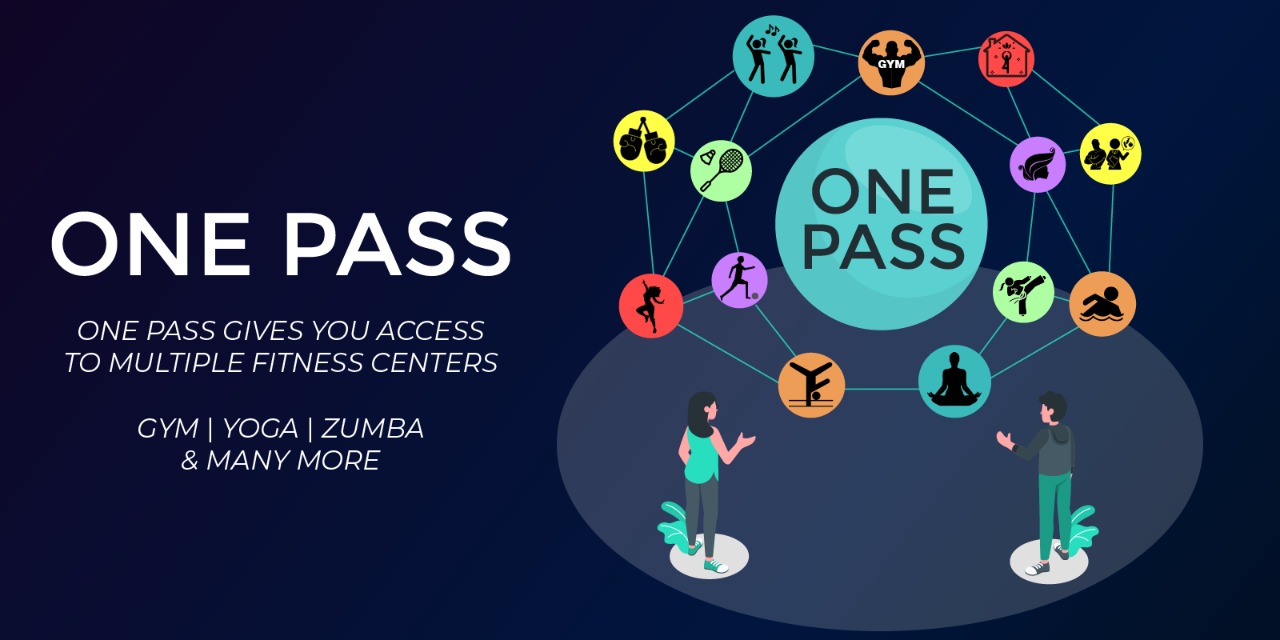 ONE PASS
ONE PASS GIVES YOU ACCESS
TO MULTIPLE FITNESS CENTERS
GYM | YOGA | ZUMBA
& MANY MORE
GYM
ONE
PASS